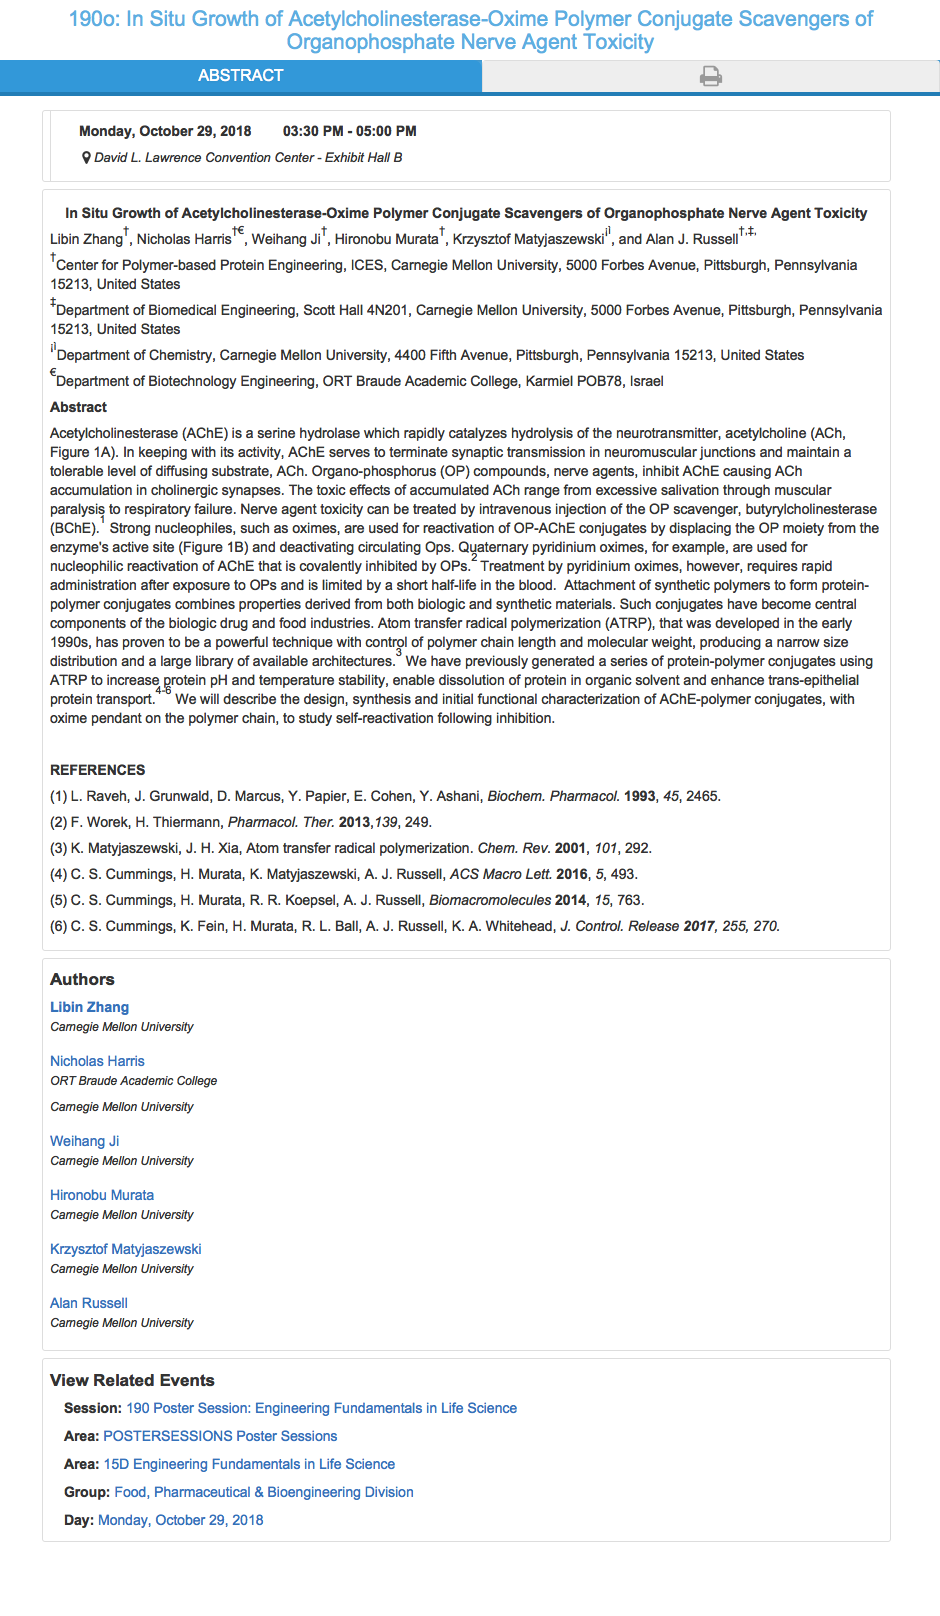 190o: In Situ Growth of Acetylcholinesterase-Oxime Polymer Conjugate Scavengers of
Organophosphate Nerve Agent Toxicity
ABSTRACT
Monday, October 29, 2018 03:30 PM - 05:00 PM
David L. Lawrence Convention Center - Exhibit Hall B
In Situ Growth of Acetylcholinesterase-Oxime Polymer Conjugate Scavengers of Organophosphate Nerve Agent Toxicity
Libin Zhang†, Nicholas Harris†€, Weihang Ji†, Hironobu Murata†, Krzysztof Matyjaszewski¡ì, and Alan J. Russell†,‡,
†Center for Polymer-based Protein Engineering, ICES, Carnegie Mellon University, 5000 Forbes Avenue, Pittsburgh, Pennsylvania
15213, United States
‡Department of Biomedical Engineering, Scott Hall 4N201, Carnegie Mellon University, 5000 Forbes Avenue, Pittsburgh, Pennsylvania
15213, United States
¡ìDepartment of Chemistry, Carnegie Mellon University, 4400 Fifth Avenue, Pittsburgh, Pennsylvania 15213, United States
€Department of Biotechnology Engineering, ORT Braude Academic College, Karmiel POB78, Israel
Abstract
Acetylcholinesterase (AChE) is a serine hydrolase which rapidly catalyzes hydrolysis of the neurotransmitter, acetylcholine (ACh,
Figure 1A). In keeping with its activity, AChE serves to terminate synaptic transmission in neuromuscular junctions and maintain a
tolerable level of diffusing substrate, ACh. Organo-phosphorus (OP) compounds, nerve agents, inhibit AChE causing ACh
accumulation in cholinergic synapses. The toxic effects of accumulated ACh range from excessive salivation through muscular
paralysis to respiratory failure. Nerve agent toxicity can be treated by intravenous injection of the OP scavenger, butyrylcholinesterase
(BChE).1 Strong nucleophiles, such as oximes, are used for reactivation of OP-AChE conjugates by displacing the OP moiety from the
enzyme's active site (Figure 1B) and deactivating circulating Ops. Quaternary pyridinium oximes, for example, are used for
nucleophilic reactivation of AChE that is covalently inhibited by OPs.2 Treatment by pyridinium oximes, however, requires rapid
administration after exposure to OPs and is limited by a short half-life in the blood. Attachment of synthetic polymers to form protein-
polymer conjugates combines properties derived from both biologic and synthetic materials. Such conjugates have become central
components of the biologic drug and food industries. Atom transfer radical polymerization (ATRP), that was developed in the early
1990s, has proven to be a powerful technique with control of polymer chain length and molecular weight, producing a narrow size
distribution and a large library of available architectures.3 We have previously generated a series of protein-polymer conjugates using
ATRP to increase protein pH and temperature stability, enable dissolution of protein in organic solvent and enhance trans-epithelial
protein transport.4-6 We will describe the design, synthesis and initial functional characterization of AChE-polymer conjugates, with
oxime pendant on the polymer chain, to study self-reactivation following inhibition.
REFERENCES
(1) L. Raveh, J. Grunwald, D. Marcus, Y. Papier, E. Cohen, Y. Ashani, Biochem. Pharmacol. 1993, 45, 2465.
(2) F. Worek, H. Thiermann, Pharmacol. Ther. 2013,139, 249.
(3) K. Matyjaszewski, J. H. Xia, Atom transfer radical polymerization. Chem. Rev. 2001, 101, 292.
(4) C. S. Cummings, H. Murata, K. Matyjaszewski, A. J. Russell, ACS Macro Lett. 2016, 5, 493.
(5) C. S. Cummings, H. Murata, R. R. Koepsel, A. J. Russell, Biomacromolecules 2014, 15, 763.
(6) C. S. Cummings, K. Fein, H. Murata, R. L. Ball, A. J. Russell, K. A. Whitehead, J. Control. Release 2017, 255, 270.
Authors
Libin Zhang
Carnegie Mellon University
Nicholas Harris
ORT Braude Academic College
Carnegie Mellon University
Weihang Ji
Carnegie Mellon University
Hironobu Murata
Carnegie Mellon University
Krzysztof Matyjaszewski
Carnegie Mellon University
Alan Russell
Carnegie Mellon University
View Related Events
Session: 190 Poster Session: Engineering Fundamentals in Life Science
Area: POSTERSESSIONS Poster Sessions
Area: 15D Engineering Fundamentals in Life Science
Group: Food, Pharmaceutical & Bioengineering Division
Day: Monday, October 29, 2018